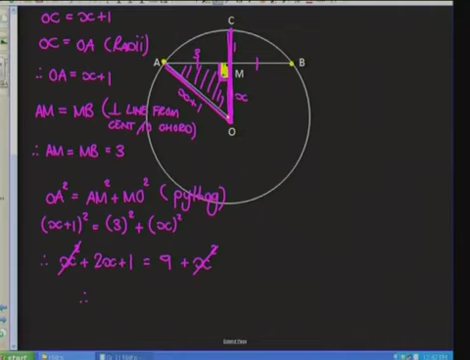 OC = x+1
OC = OA (Radii)
∴ OA = x+1
AM = MB (⊥ LINE FROM CENT, TO CHORD)
∴ AM = MB = 3
OA² = AM² + MO² (pythag)
(x+1)² = (3)² + (x)²
∴ x² + 2x+1 = 9 + x²
∴
C
A
3
1
B
M
x+1
x
O
start